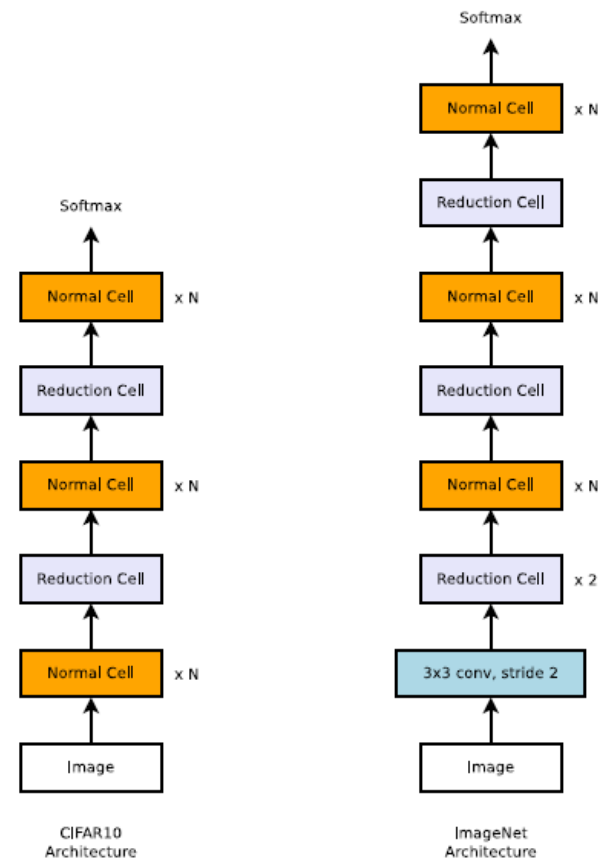 Softmax
Normal Cell x N
Reduction Cell
Normal Cell x N
Reduction Cell
Normal Cell x N
Image
CIFAR10
Architecture
Softmax
Normal Cell x N
Reduction Cell
Normal Cell x N
Reduction Cell
Normal Cell x N
Reduction Cell x 2
3x3 conv, stride 2
Image
ImageNet
Architecture